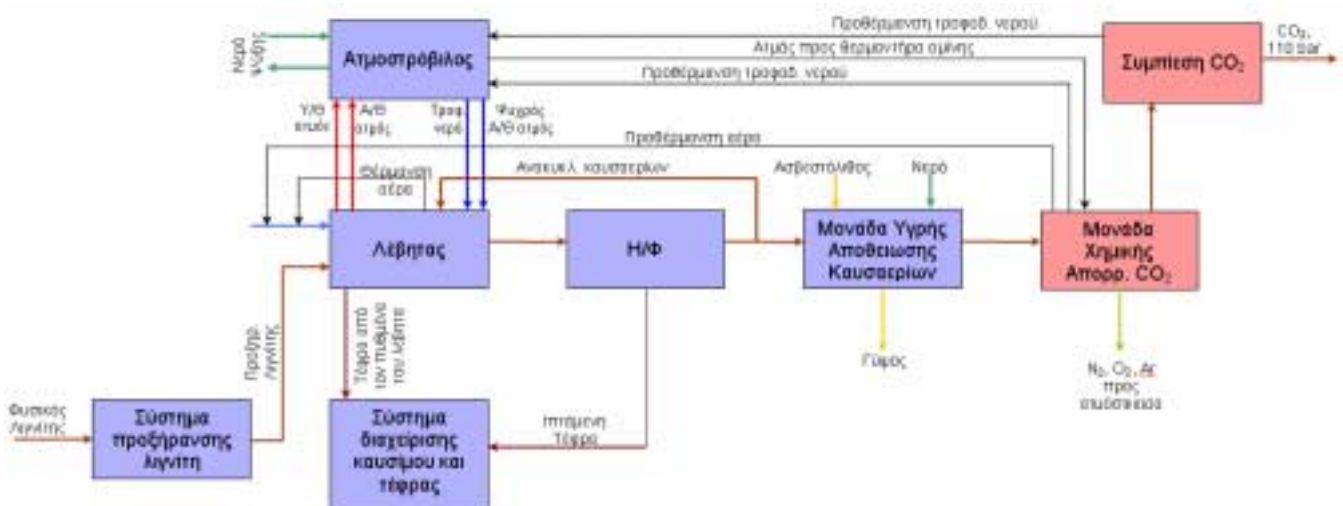 Προθέρμανση τροφοδ. νερού
CO₂,
110 bar
Νερό
Ψύξης
Ατμοστρόβιλος
Ατμός προς θερμαντήρα αμίνης
Συμπίεση CO₂
Προθέρμανση τροφοδ. νερού
Υ/Θ
ατμός
Α/Θ
ατμός
Τροφ.
νερό
Ψυχρός
Α/Θ ατμός
Προθέρμανση αέρα
Θέρμανση
αέρα
Ανακυκλ. καυσαερίων
Ασβεστόλιθος
Νερό
Λέβητας
Η/Φ
Μονάδα Υγρής
Αποθείωσης
Καυσαερίων
Μονάδα
Χημικής
Απορρ. CO₂
Προξηρ.
λιγνίτης
Τέφρα από
τον πυθμένα
του λέβητα
Γύψος
N₂, O₂, Ar
προς
ατμόσφαιρα
Φυσικός
λιγνίτης
Σύστημα
προξήρανσης
λιγνίτη
Σύστημα
διαχείρισης
καυσίμου και
τέφρας
Ιπτάμενη
Τέφρα